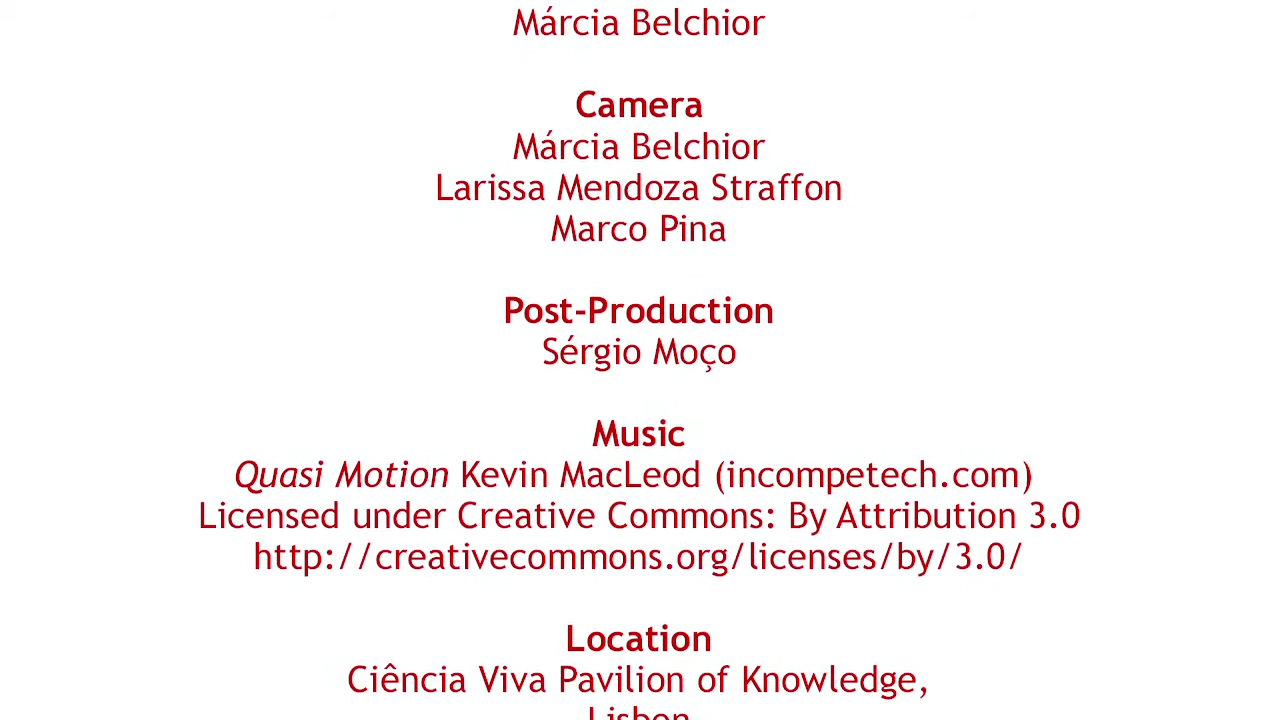 Márcia Belchior
Camera
Márcia Belchior
Larissa Mendoza Straffon
Marco Pina
Post-Production
Sérgio Moço
Music
Quasi Motion Kevin MacLeod (incompetech.com)
Licensed under Creative Commons: By Attribution 3.0
http://creativecommons.org/licenses/by/3.0/
Location
Ciência Viva Pavilion of Knowledge,
Lisbon